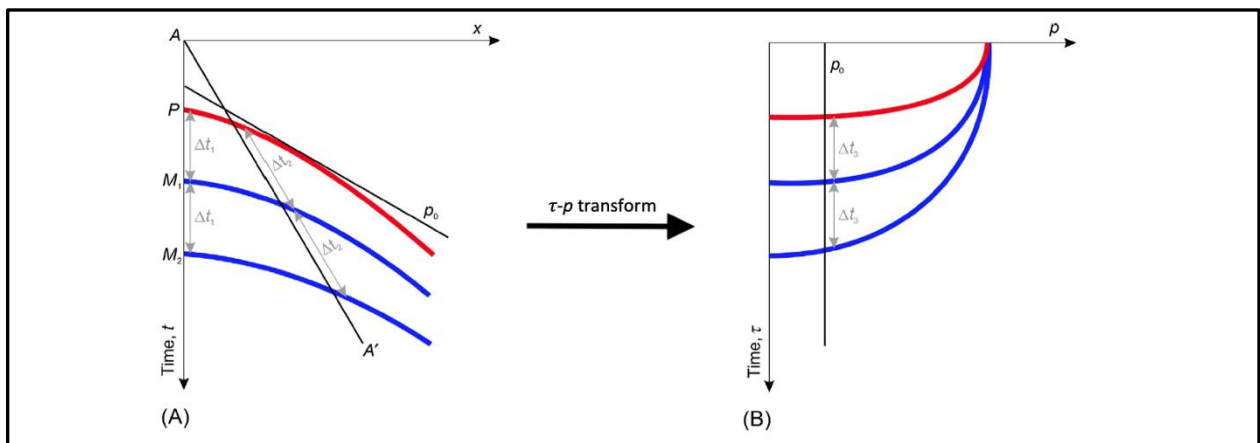 A
x
P
Δt₁
M₁
Δt₁
M₂
Δt₂
Δt₂
p₀
A′
Time, t
(A)
τ-p transform
p
p₀
Δt₃
Δt₃
Time, τ
(B)